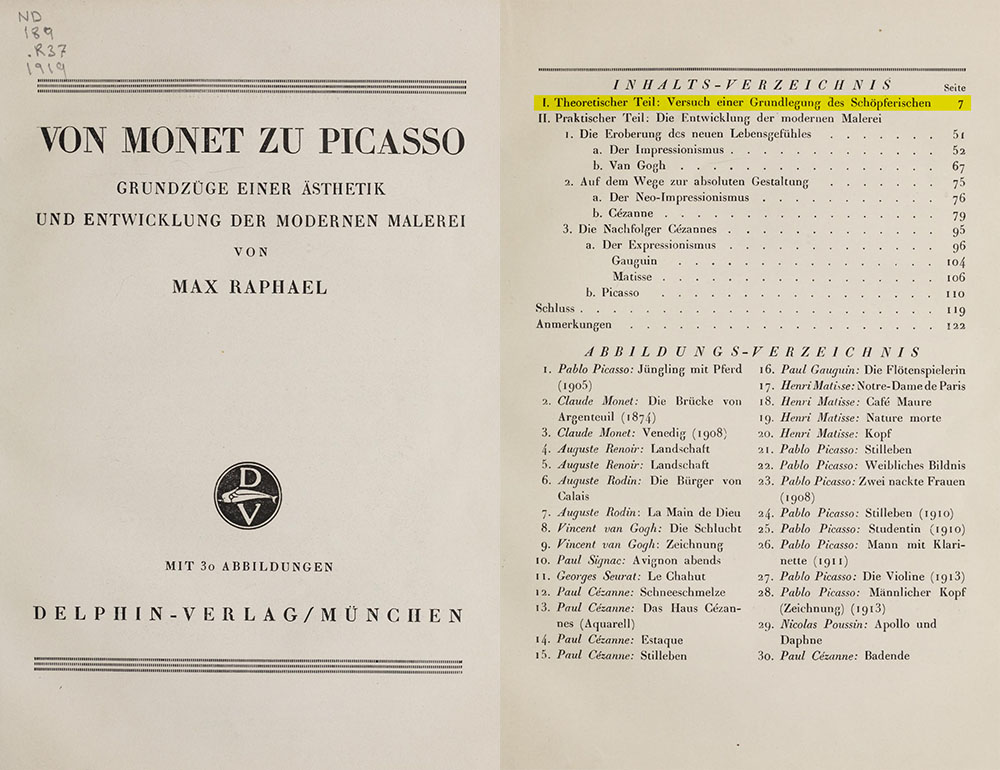 ND
189
.R37
1919
VON MONET ZU PICASSO
GRUNDZÜGE EINER ÄSTHETIK
UND ENTWICKLUNG DER MODERNEN MALEREI
VON
MAX RAPHAEL
D
V
MIT 30 ABBILDUNGEN
DELPHIN-VERLAG/MÜNCHEN
INHALTS-VERZEICHNIS Seite
I. Theoretischer Teil: Versuch einer Grundlegung des Schöpferischen 7
II. Praktischer Teil: Die Entwicklung der modernen Malerei
1. Die Eroberung des neuen Lebensgefühles . . . . . . . 51
a. Der Impressionismus . . . . . . . . . . . . . 52
b. Van Gogh . . . . . . . . . . . . . . . . 67
2. Auf dem Wege zur absoluten Gestaltung . . . . . . . 75
a. Der Neo-Impressionismus . . . . . . . . . . . 76
b. Cézanne . . . . . . . . . . . . . . . . . 79
3. Die Nachfolger Cézannes . . . . . . . . . . . . 95
a. Der Expressionismus . . . . . . . . . . . . . 96
Gauguin . . . . . . . . . . . . . . . . 104
Matisse . . . . . . . . . . . . . . . . . 106
b. Picasso . . . . . . . . . . . . . . . . . 110
Schluss . . . . . . . . . . . . . . . . . . . . . 119
Anmerkungen . . . . . . . . . . . . . . . . . . 122
ABBILDUNGS-VERZEICHNIS
1. Pablo Picasso: Jüngling mit Pferd
(1905)
2. Claude Monet: Die Brücke von
Argenteuil (1874)
3. Claude Monet: Venedig (1908)
4. Auguste Renoir: Landschaft
5. Auguste Renoir: Landschaft
6. Auguste Rodin: Die Bürger von
Calais
7. Auguste Rodin: La Main de Dieu
8. Vincent van Gogh: Die Schlucht
9. Vincent van Gogh: Zeichnung
10. Paul Signac: Avignon abends
11. Georges Seurat: Le Chahut
12. Paul Cézanne: Schneeschmelze
13. Paul Cézanne: Das Haus Cézan-
nes (Aquarell)
14. Paul Cézanne: Estaque
15. Paul Cézanne: Stilleben
16. Paul Gauguin: Die Flötenspielerin
17. Henri Matisse: Notre-Dame de Paris
18. Henri Matisse: Café Maure
19. Henri Matisse: Nature morte
20. Henri Matisse: Kopf
21. Pablo Picasso: Stilleben
22. Pablo Picasso: Weibliches Bildnis
23. Pablo Picasso: Zwei nackte Frauen
(1908)
24. Pablo Picasso: Stilleben (1910)
25. Pablo Picasso: Studentin (1910)
26. Pablo Picasso: Mann mit Klari-
nette (1911)
27. Pablo Picasso: Die Violine (1913)
28. Pablo Picasso: Männlicher Kopf
(Zeichnung) (1913)
29. Nicolas Poussin: Apollo und
Daphne
30. Paul Cézanne: Badende